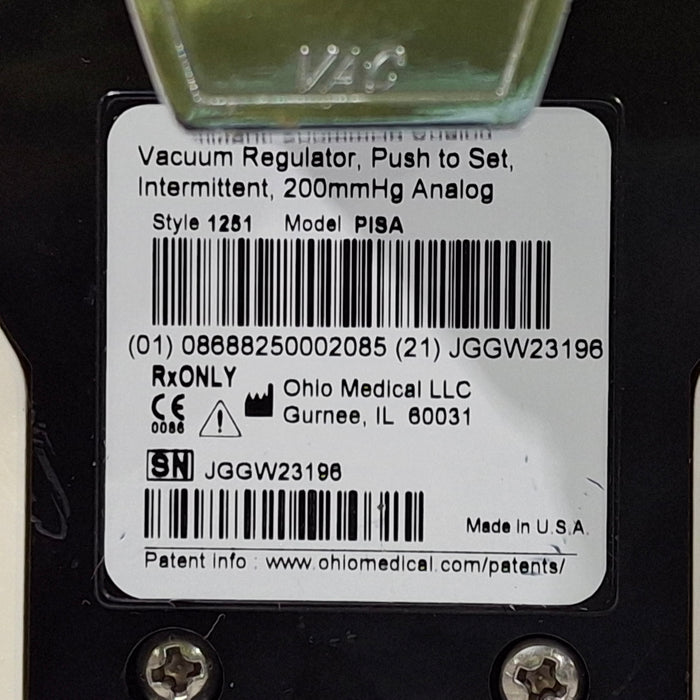 VAC
Vacuum Regulator, Push to Set,
Intermittent, 200mmHg Analog
Style 1251 Model PISA
(01) 08688250002085 (21) JGGW23196
RxONLY
Ohio Medical LLC
CE
Gurnee, IL 60031
0086
SN JGGW23196
Made in U.S.A.
Patent info : www.ohiomedical.com/patents/